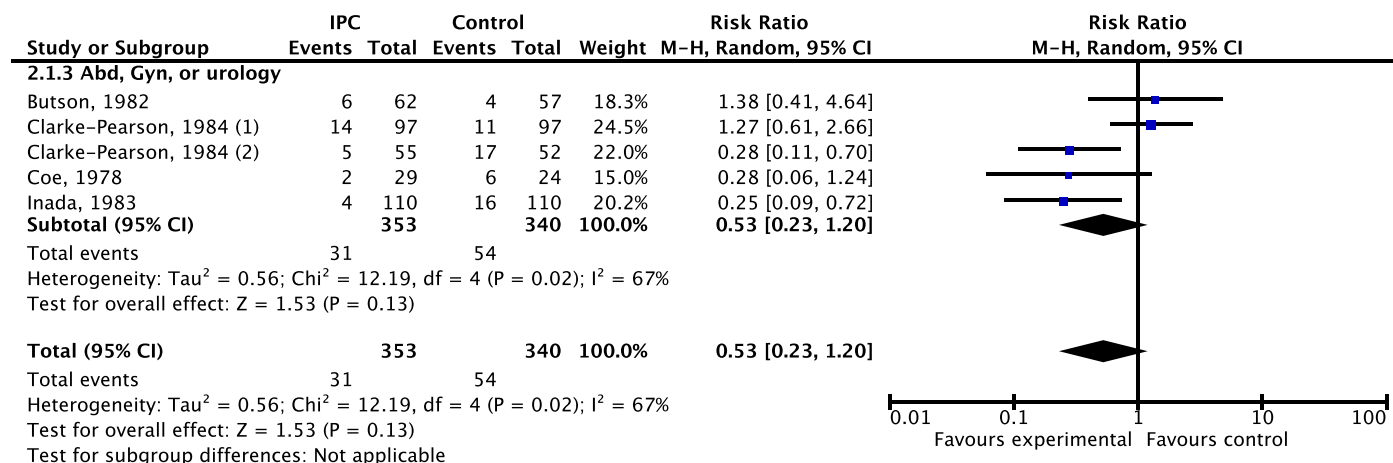 IPC Control Risk Ratio Risk Ratio
Study or Subgroup Events Total Events Total Weight M-H, Random, 95% CI M-H, Random, 95% CI
2.1.3 Abd, Gyn, or urology
Butson, 1982 6 62 4 57 18.3% 1.38 [0.41, 4.64]
Clarke-Pearson, 1984 (1) 14 97 11 97 24.5% 1.27 [0.61, 2.66]
Clarke-Pearson, 1984 (2) 5 55 17 52 22.0% 0.28 [0.11, 0.70]
Coe, 1978 2 29 6 24 15.0% 0.28 [0.06, 1.24]
Inada, 1983 4 110 16 110 20.2% 0.25 [0.09, 0.72]
Subtotal (95% CI) 353 340 100.0% 0.53 [0.23, 1.20]
Total events 31 54
Heterogeneity: Tau² = 0.56; Chi² = 12.19, df = 4 (P = 0.02); I² = 67%
Test for overall effect: Z = 1.53 (P = 0.13)
Total (95% CI) 353 340 100.0% 0.53 [0.23, 1.20]
Total events 31 54
Heterogeneity: Tau² = 0.56; Chi² = 12.19, df = 4 (P = 0.02); I² = 67%
Test for overall effect: Z = 1.53 (P = 0.13)
Test for subgroup differences: Not applicable
0.01 0.1 1 10 100
Favours experimental Favours control